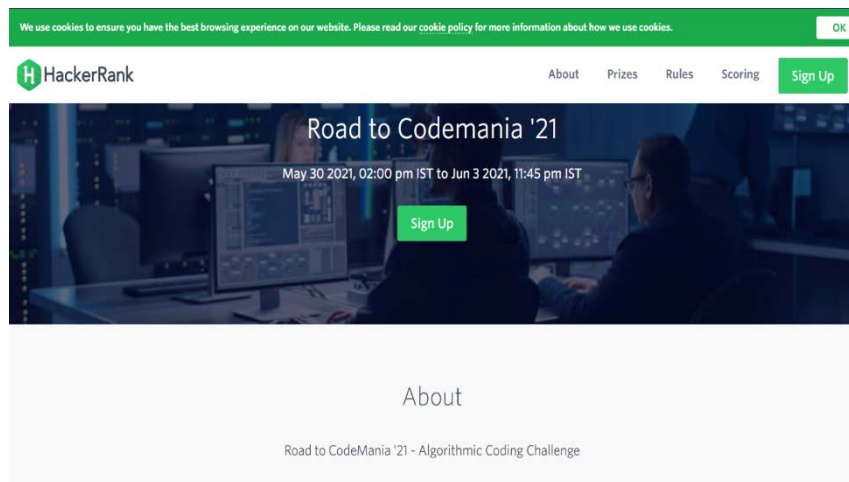 We use cookies to ensure you have the best browsing experience on our website. Please read our cookie policy for more information about how we use cookies.
OK
HackerRank
About Prizes Rules Scoring Sign Up
Road to Codemania '21
May 30 2021, 02:00 pm IST to Jun 3 2021, 11:45 pm IST
Sign Up
About
Road to CodeMania '21 - Algorithmic Coding Challenge